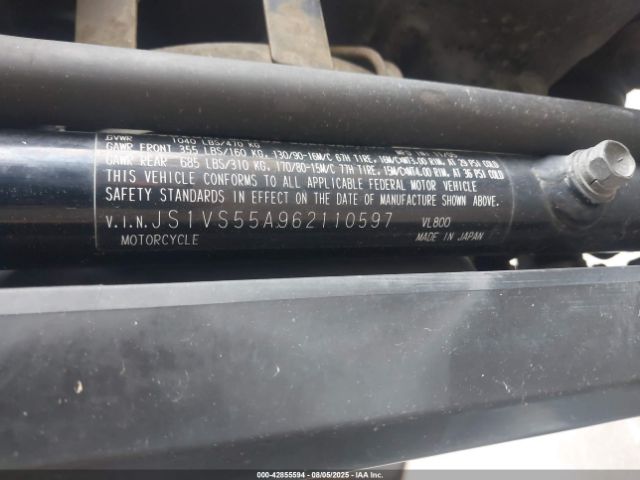 GVWR 1040 LBS/470 KG
GAWR FRONT 355 LBS/160 KG, 130/90-16M/C 67H TIRE, 16M/CxMT3.00 RIM, AT 29 PSI COLD
GAWR REAR 685 LBS/310 KG, 170/80-15M/C 77H TIRE, 15M/CxMT4.00 RIM, AT 36 PSI COLD
THIS VEHICLE CONFORMS TO ALL APPLICABLE FEDERAL MOTOR VEHICLE
SAFETY STANDARDS IN EFFECT ON THE DATE OF MANUFACTURE SHOWN ABOVE.
V.I.N. JS1VS55A962110597 VL800
MOTORCYCLE MADE IN JAPAN
000-42855594 - 08/05/2025 - IAAI.com